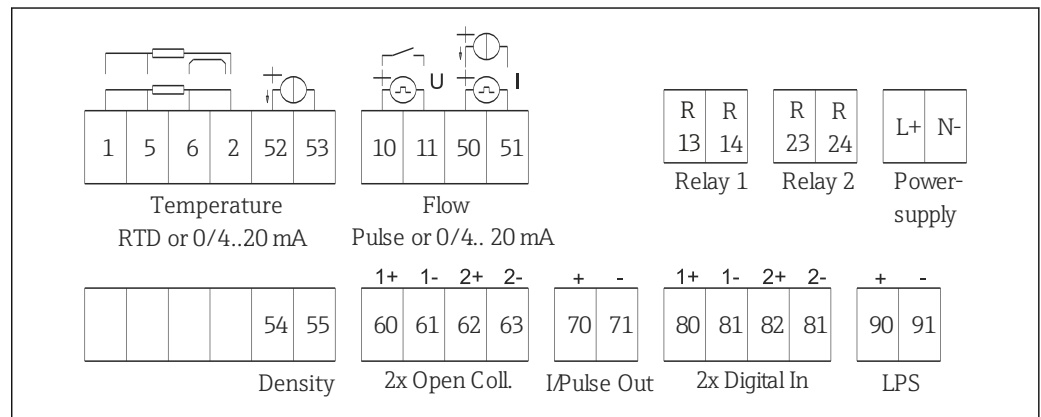 + + U + + I
1 5 6 2 52 53 10 11 50 51
R 13 R 14 R 23 R 24 L+ N-
Relay 1 Relay 2 Power-
supply
Temperature Flow
RTD or 0/4..20 mA Pulse or 0/4.. 20 mA
1+ 1- 2+ 2- + - 1+ 1- 2+ 2- + -
54 55 60 61 62 63 70 71 80 81 82 81 90 91
Density 2x Open Coll. I/Pulse Out 2x Digital In LPS